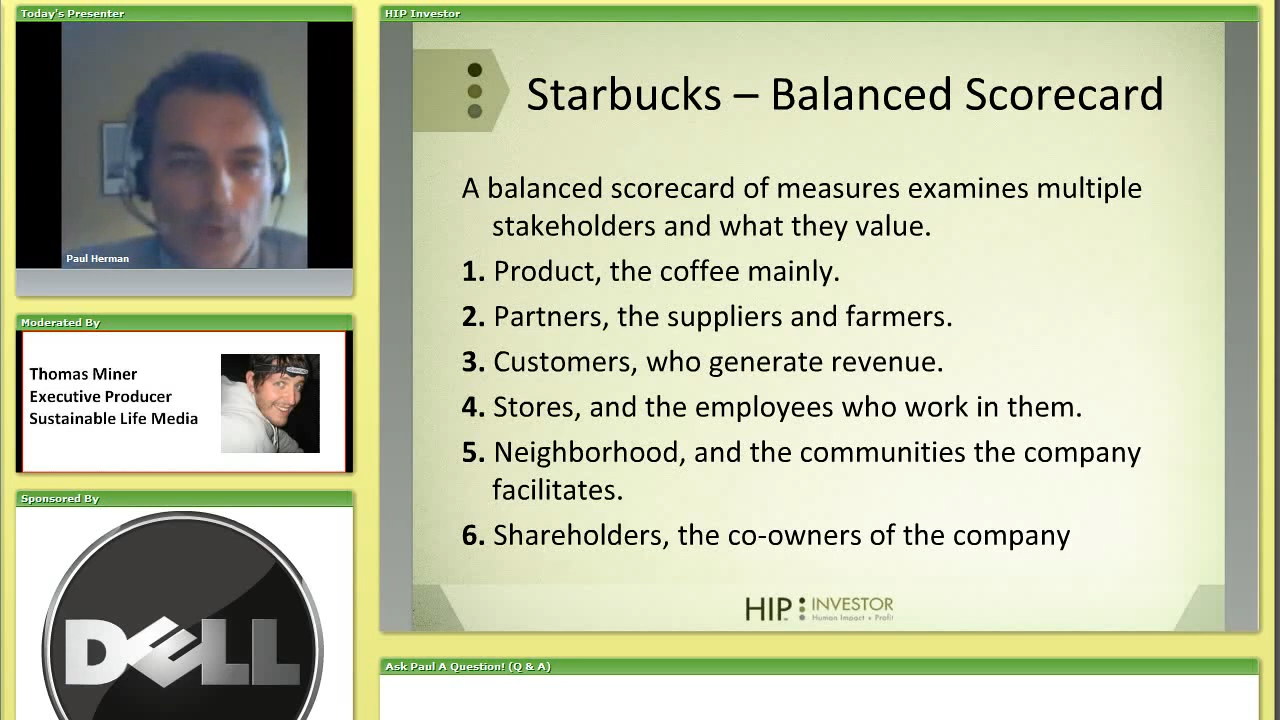 Today's Presenter
Paul Herman
Moderated By
Thomas Miner
Executive Producer
Sustainable Life Media
Sponsored By
DELL
HIP Investor
Starbucks – Balanced Scorecard
A balanced scorecard of measures examines multiple
stakeholders and what they value.
1. Product, the coffee mainly.
2. Partners, the suppliers and farmers.
3. Customers, who generate revenue.
4. Stores, and the employees who work in them.
5. Neighborhood, and the communities the company
facilitates.
6. Shareholders, the co-owners of the company
HIP INVESTOR
Human Impact + Profit
Ask Paul A Question! (Q & A)